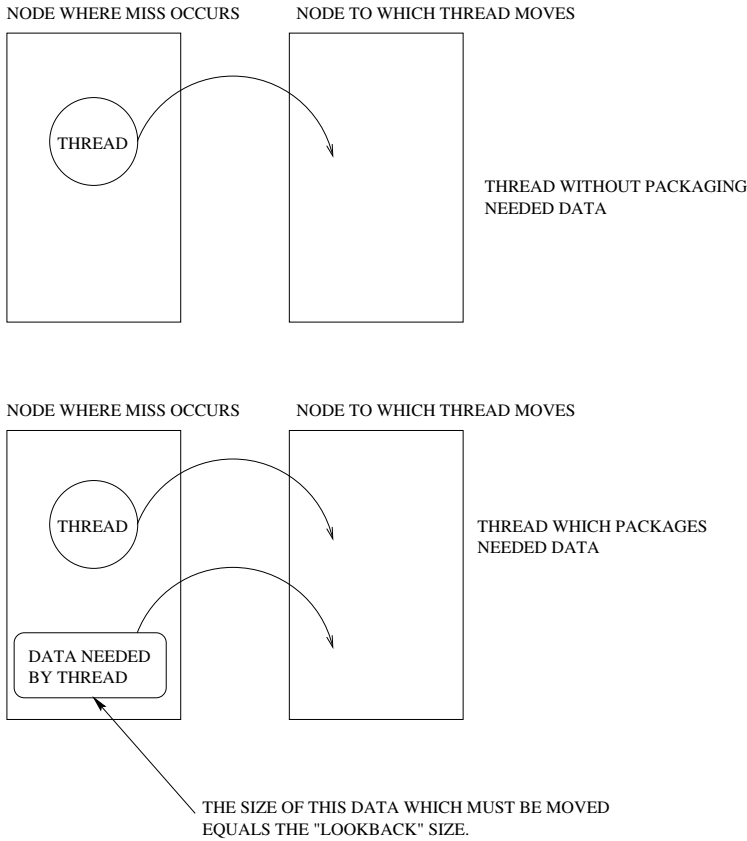 NODE WHERE MISS OCCURS
NODE TO WHICH THREAD MOVES
THREAD
THREAD WITHOUT PACKAGING
NEEDED DATA
NODE WHERE MISS OCCURS
NODE TO WHICH THREAD MOVES
THREAD
THREAD WHICH PACKAGES
NEEDED DATA
DATA NEEDED
BY THREAD
THE SIZE OF THIS DATA WHICH MUST BE MOVED
EQUALS THE "LOOKBACK" SIZE.